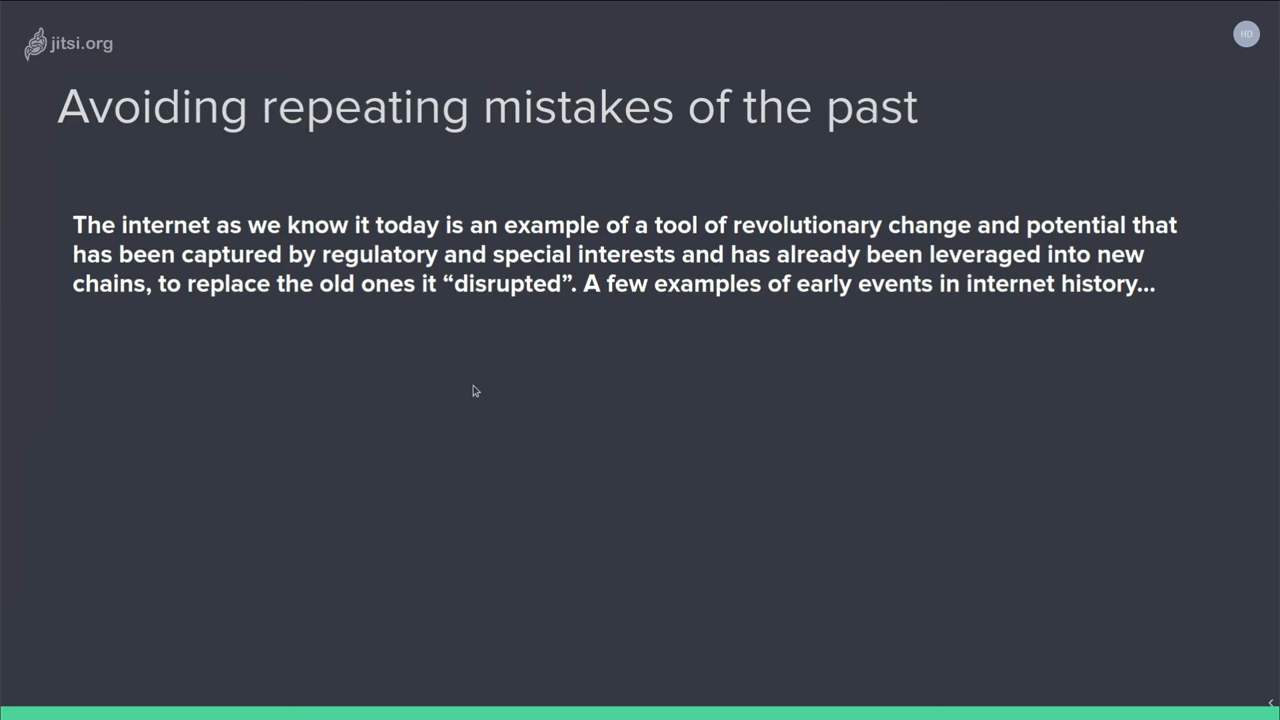 jitsi.org
HD
Avoiding repeating mistakes of the past
The internet as we know it today is an example of a tool of revolutionary change and potential that
has been captured by regulatory and special interests and has already been leveraged into new
chains, to replace the old ones it “disrupted”. A few examples of early events in internet history...